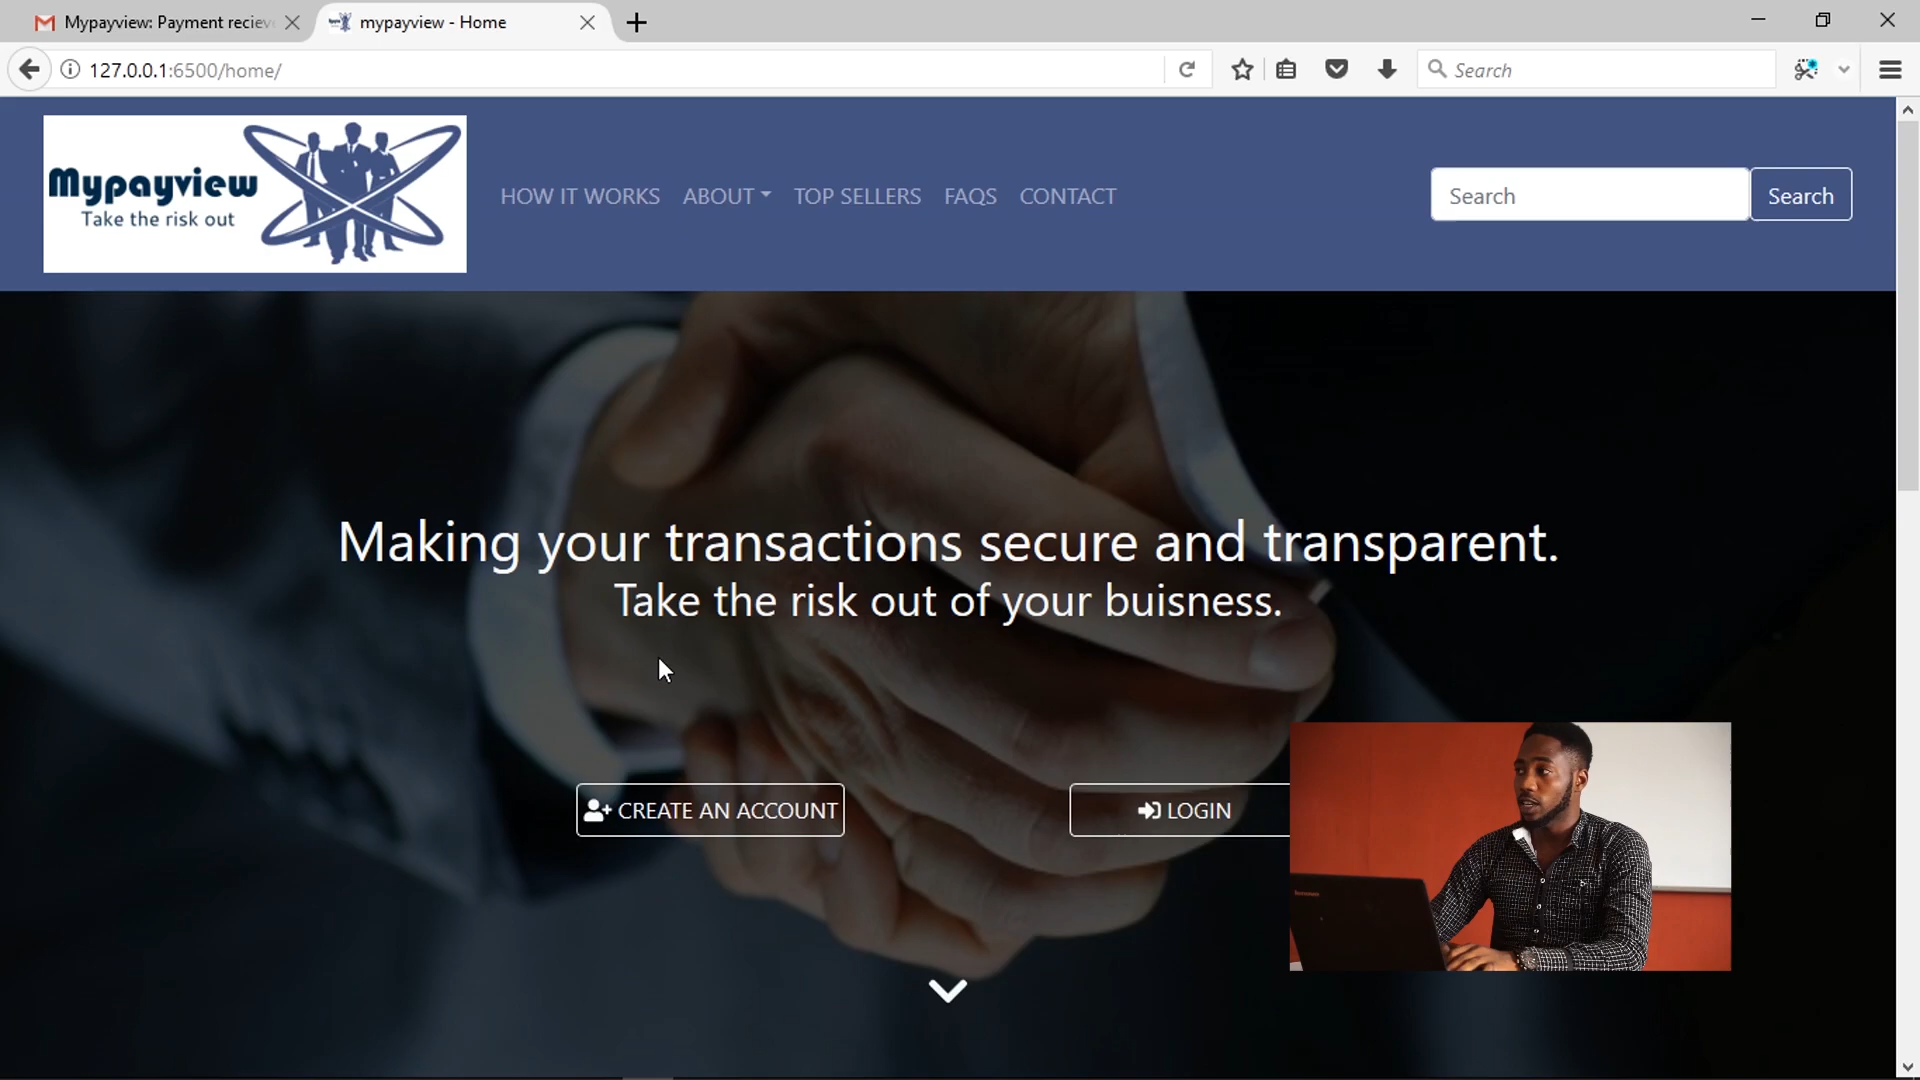 Mypayview: Payment reciev
mypayview - Home
127.0.0.1:6500/home/
Search
Mypayview
Take the risk out
HOW IT WORKS
ABOUT
TOP SELLERS
FAQS
CONTACT
Search
Search
Making your transactions secure and transparent.
Take the risk out of your buisness.
CREATE AN ACCOUNT
LOGIN